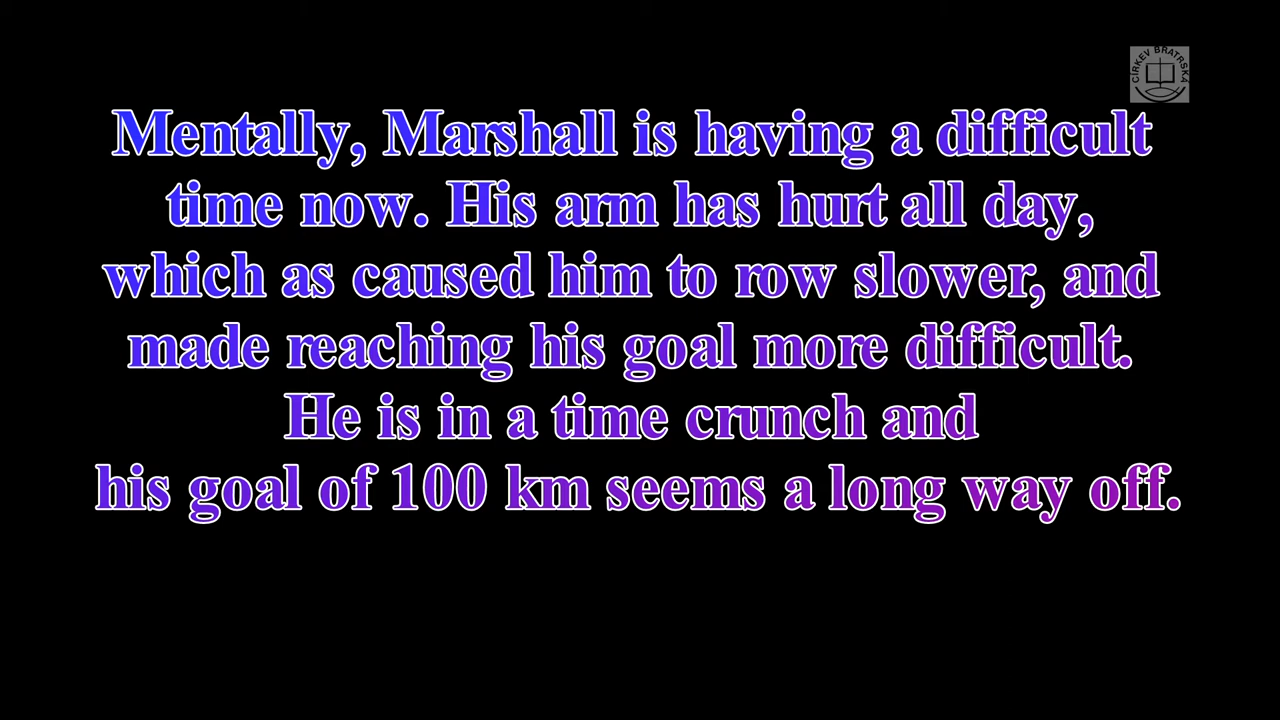 CÍRKEV BRATRSKÁ
Mentally, Marshall is having a difficult
time now. His arm has hurt all day,
which as caused him to row slower, and
made reaching his goal more difficult.
He is in a time crunch and
his goal of 100 km seems a long way off.